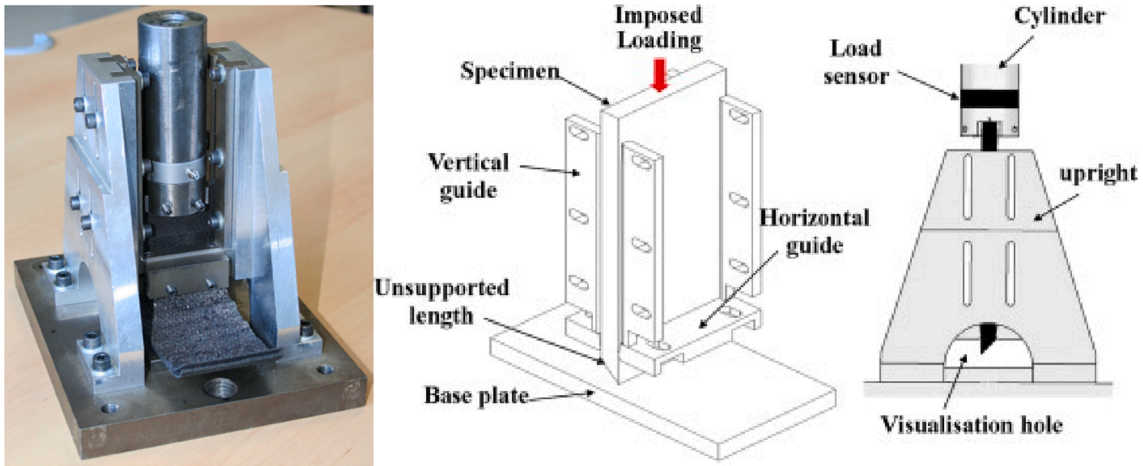 Imposed
Loading
Specimen
Vertical
guide
Horizontal
guide
Unsupported
length
Base plate
Cylinder
Load
sensor
upright
Visualisation hole